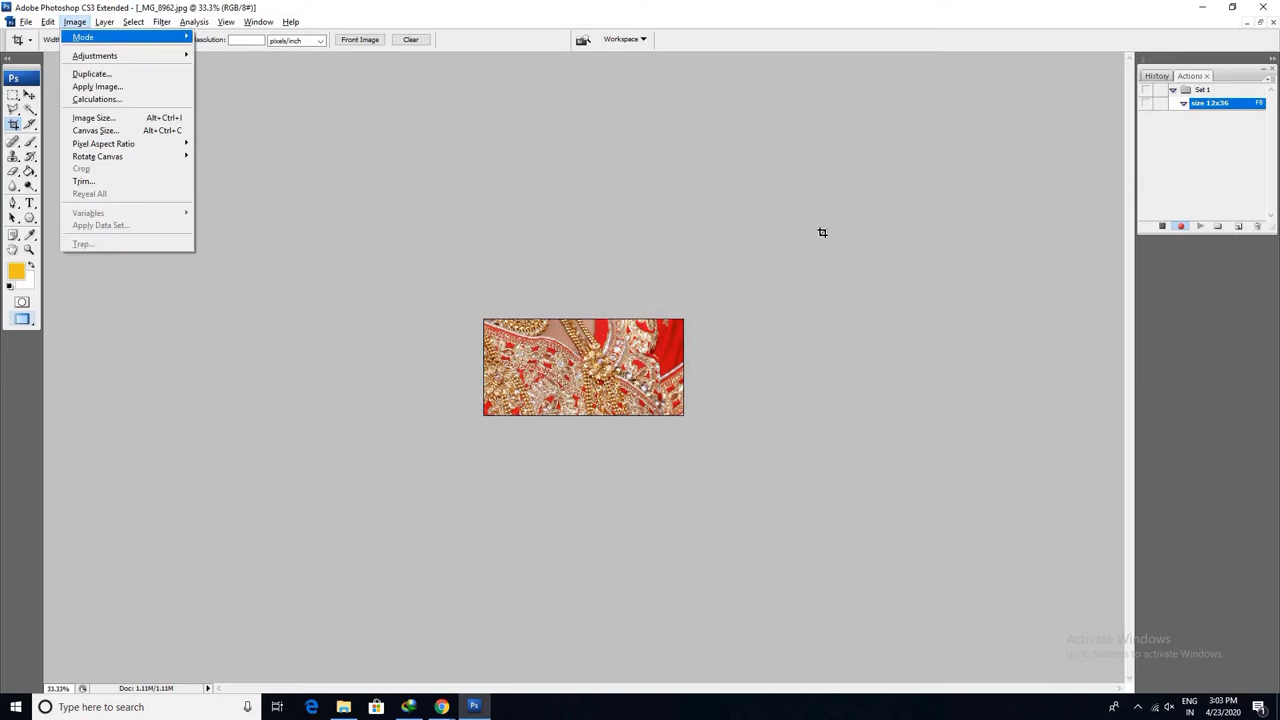 Adobe Photoshop CS3 Extended - [_MG_8962.jpg @ 33.3% (RGB/8#)]
File Edit Image Layer Select Filter Analysis View Window Help
Resolution: pixels/inch Front Image Clear Workspace
Mode
Adjustments
Duplicate...
Apply Image...
Calculations...
Image Size... Alt+Ctrl+I
Canvas Size... Alt+Ctrl+C
Pixel Aspect Ratio
Rotate Canvas
Crop
Trim...
Reveal All
Variables
Apply Data Set...
Trap...
Ps
History Actions x
Set 1
size 12x36 F8
Activate Windows
Go to Settings to activate Windows.
33.33% Doc: 1.11M/1.11M
Type here to search
Ps
ENG
IN
3:03 PM
4/23/2020